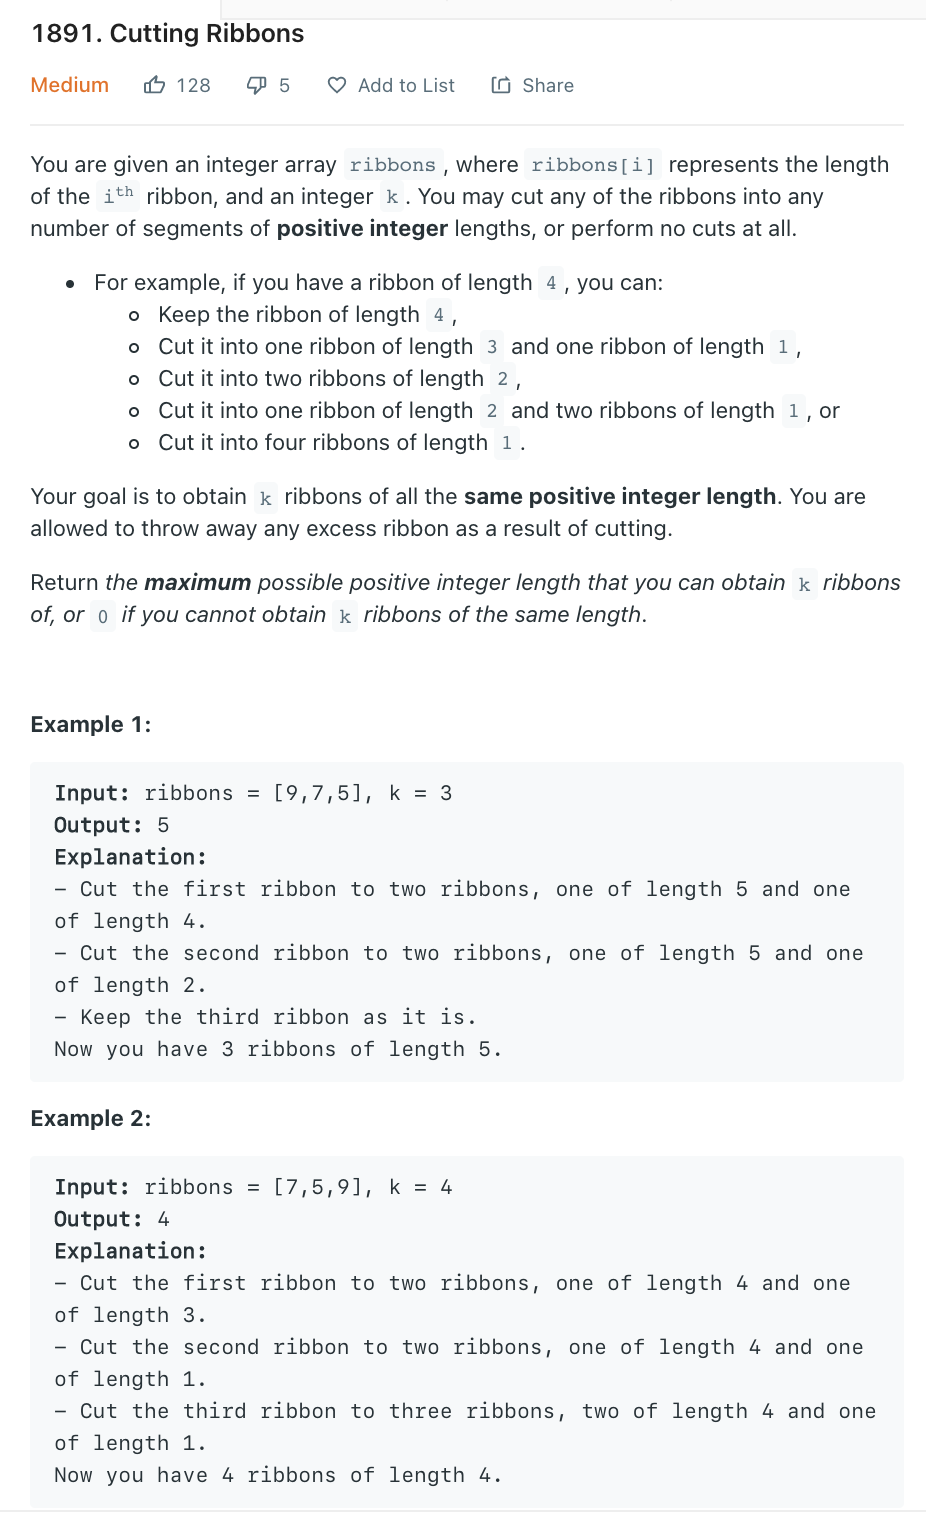 1891. Cutting Ribbons
Medium 128 5 Add to List Share
You are given an integer array ribbons , where ribbons[i] represents the length
of the ith ribbon, and an integer k . You may cut any of the ribbons into any
number of segments of positive integer lengths, or perform no cuts at all.
• For example, if you have a ribbon of length 4 , you can:
◦ Keep the ribbon of length 4 ,
◦ Cut it into one ribbon of length 3 and one ribbon of length 1 ,
◦ Cut it into two ribbons of length 2 ,
◦ Cut it into one ribbon of length 2 and two ribbons of length 1 , or
◦ Cut it into four ribbons of length 1 .
Your goal is to obtain k ribbons of all the same positive integer length. You are
allowed to throw away any excess ribbon as a result of cutting.
Return the maximum possible positive integer length that you can obtain k ribbons
of, or 0 if you cannot obtain k ribbons of the same length.
Example 1:
Input: ribbons = [9,7,5], k = 3
Output: 5
Explanation:
– Cut the first ribbon to two ribbons, one of length 5 and one
of length 4.
– Cut the second ribbon to two ribbons, one of length 5 and one
of length 2.
– Keep the third ribbon as it is.
Now you have 3 ribbons of length 5.
Example 2:
Input: ribbons = [7,5,9], k = 4
Output: 4
Explanation:
– Cut the first ribbon to two ribbons, one of length 4 and one
of length 3.
– Cut the second ribbon to two ribbons, one of length 4 and one
of length 1.
– Cut the third ribbon to three ribbons, two of length 4 and one
of length 1.
Now you have 4 ribbons of length 4.